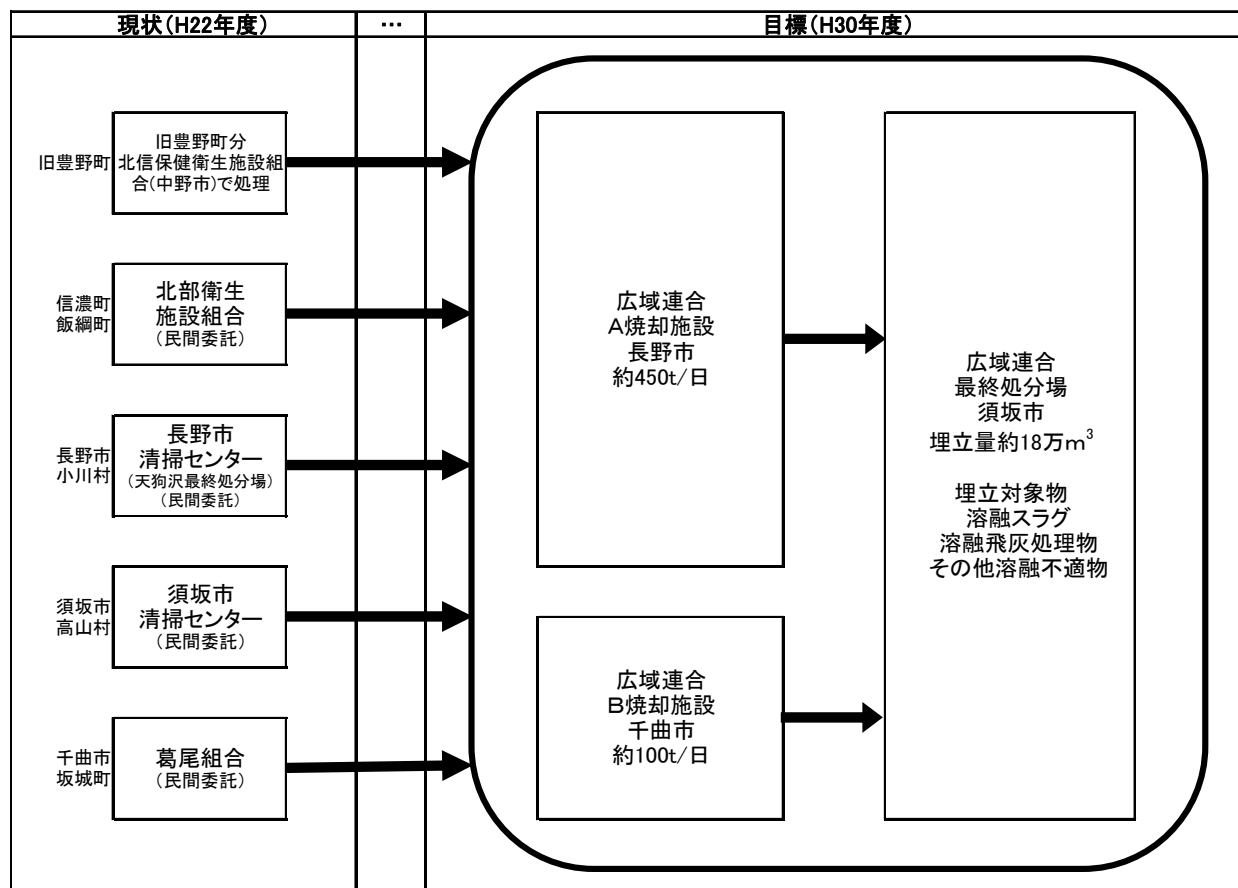 現状(H22年度)
…
目標(H30年度)
旧豊野町
旧豊野町分
北信保健衛生施設組
合(中野市)で処理
信濃町
飯綱町
北部衛生
施設組合
(民間委託)
長野市
小川村
長野市
清掃センター
(天狗沢最終処分場)
(民間委託)
須坂市
高山村
須坂市
清掃センター
(民間委託)
千曲市
坂城町
葛尾組合
(民間委託)
広域連合
A焼却施設
長野市
約450t/日
広域連合
B焼却施設
千曲市
約100t/日
広域連合
最終処分場
須坂市
埋立量約18万m³
埋立対象物
溶融スラグ
溶融飛灰処理物
その他溶融不適物